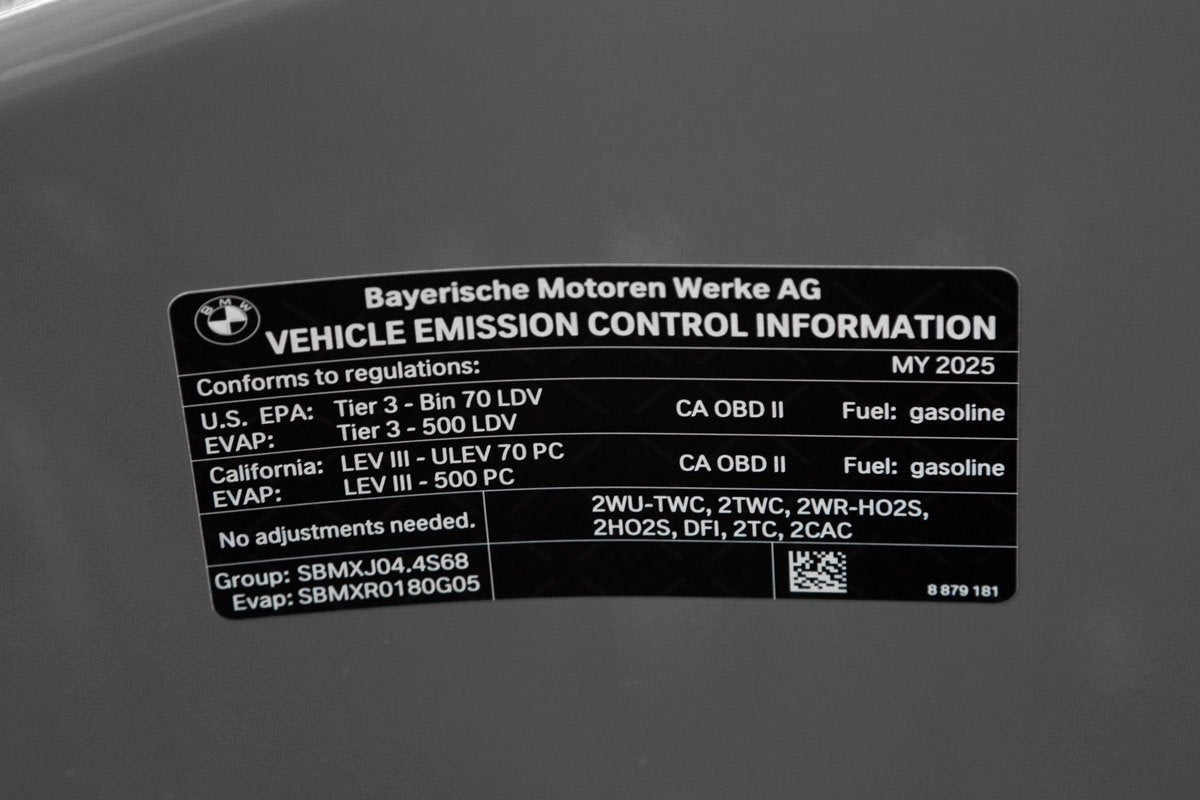 BMW
Bayerische Motoren Werke AG
VEHICLE EMISSION CONTROL INFORMATION
Conforms to regulations: MY 2025
U.S. EPA: Tier 3 - Bin 70 LDV CA OBD II Fuel: gasoline
EVAP: Tier 3 - 500 LDV
California: LEV III - ULEV 70 PC CA OBD II Fuel: gasoline
EVAP: LEV III - 500 PC
No adjustments needed. 2WU-TWC, 2TWC, 2WR-HO2S,
2HO2S, DFI, 2TC, 2CAC
Group: SBMXJ04.4S68
Evap: SBMXR0180G05
8 879 181